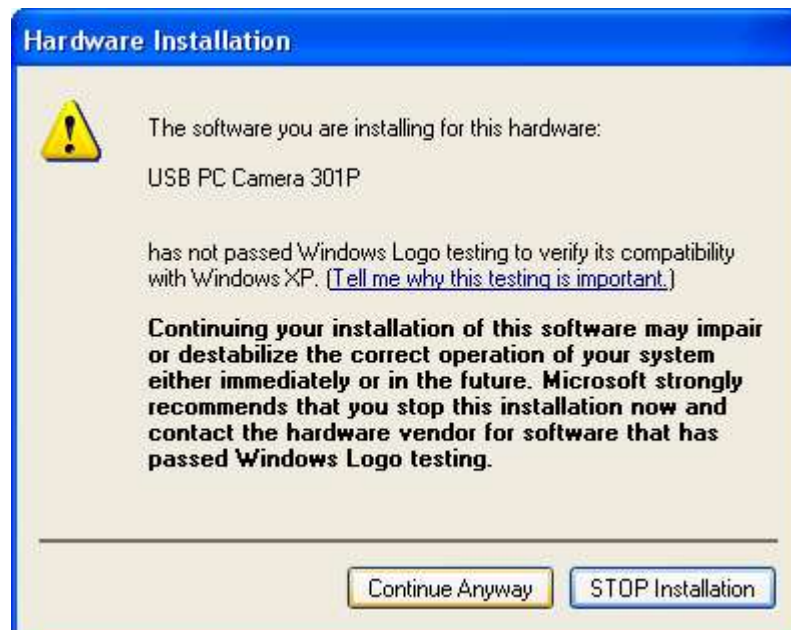 Hardware Installation
The software you are installing for this hardware:
USB PC Camera 301P
has not passed Windows Logo testing to verify its compatibility
with Windows XP. (Tell me why this testing is important.)
Continuing your installation of this software may impair
or destabilize the correct operation of your system
either immediately or in the future. Microsoft strongly
recommends that you stop this installation now and
contact the hardware vendor for software that has
passed Windows Logo testing.
Continue Anyway
STOP Installation